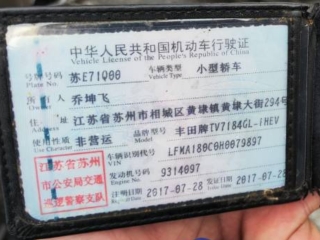 中华人民共和国机动车行驶证
Vehicle License of the People's Republic of China
号牌号码 苏E71Q00 车辆类型 小型轿车
Plate No. Vehicle Type
所有人 乔坤飞
Owner
住址 江苏省苏州市相城区黄埭镇黄埭大街294号
使用性质 非营运 品牌型号 丰田牌TV7184GL-iHEV
Use Character
江苏省苏州 车辆识别代号 LFMA180C0H0079897
VIN
市公安局交通 发动机号码 9314097
Engine No.
巡逻警察支队 注册日期 2017-07-28 发证日期 2017-07-28